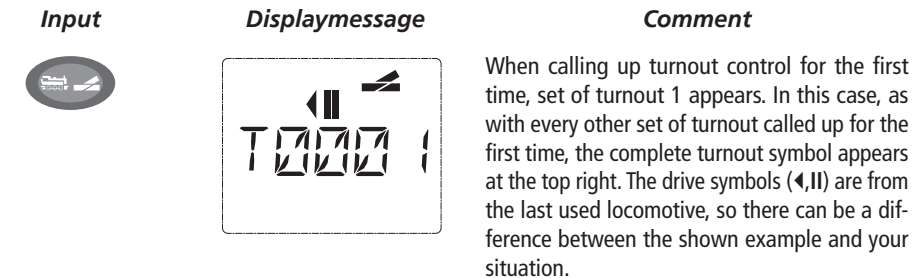 Input Displaymessage Comment
T0001
When calling up turnout control for the first
time, set of turnout 1 appears. In this case, as
with every other set of turnout called up for the
first time, the complete turnout symbol appears
at the top right. The drive symbols (◀,II) are from
the last used locomotive, so there can be a dif-
ference between the shown example and your
situation.